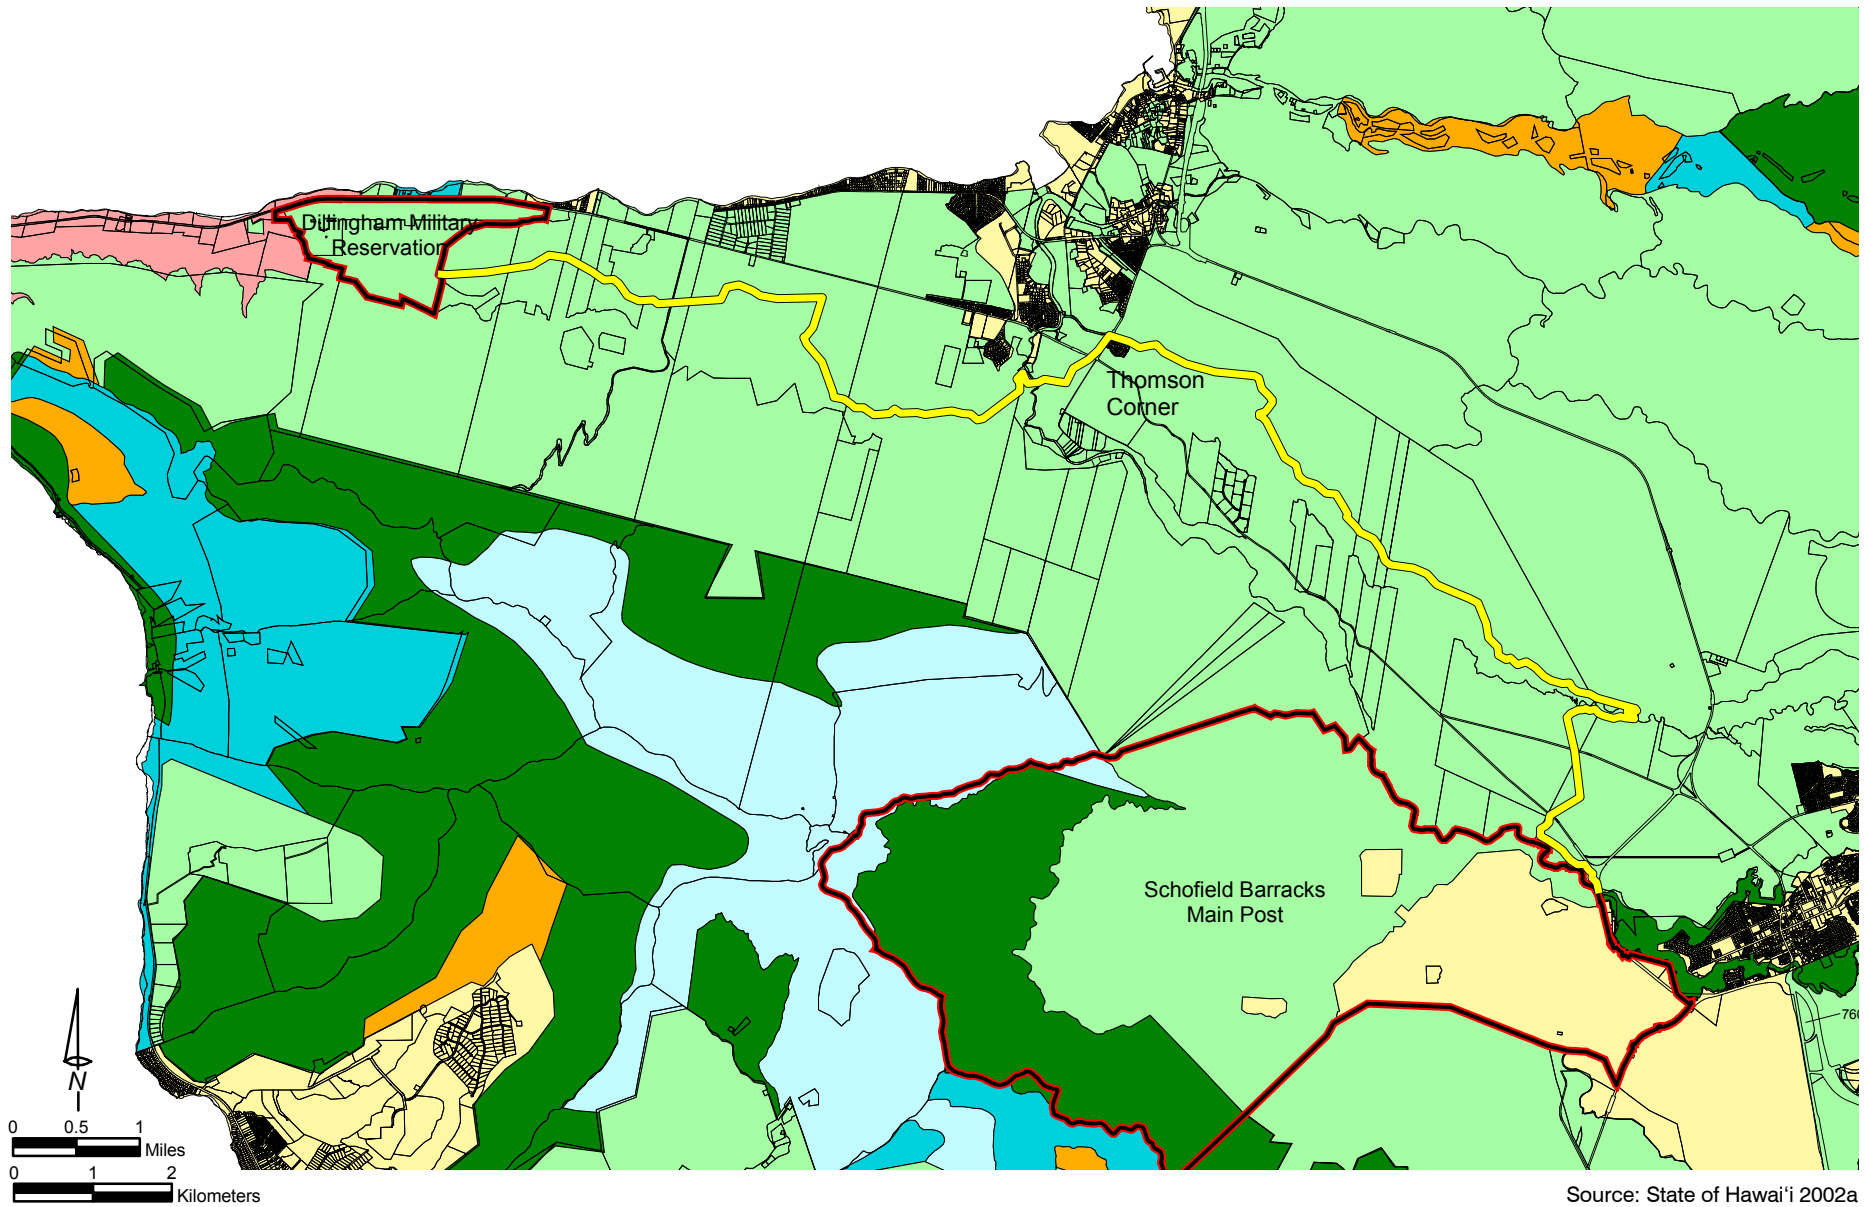 Dillingham Military
Reservation
Thomson
Corner
Schofield Barracks
Main Post
N
0 0.5 1
Miles
0 1 2
Kilometers
Source: State of Hawai‘i 2002a